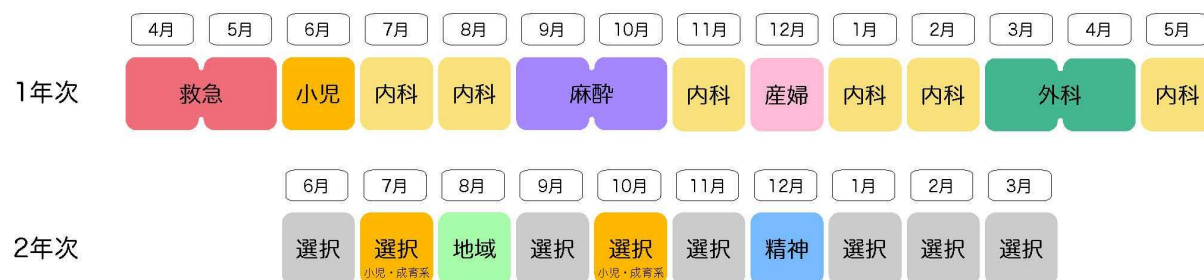 4月 5月 6月 7月 8月 9月 10月 11月 12月 1月 2月 3月 4月 5月
1年次 救急 小児 内科 内科 麻酔 内科 産婦 内科 内科 外科 内科
6月 7月 8月 9月 10月 11月 12月 1月 2月 3月
2年次 選択 選択 地域 選択 選択 選択 精神 選択 選択 選択
小児・成育系 小児・成育系